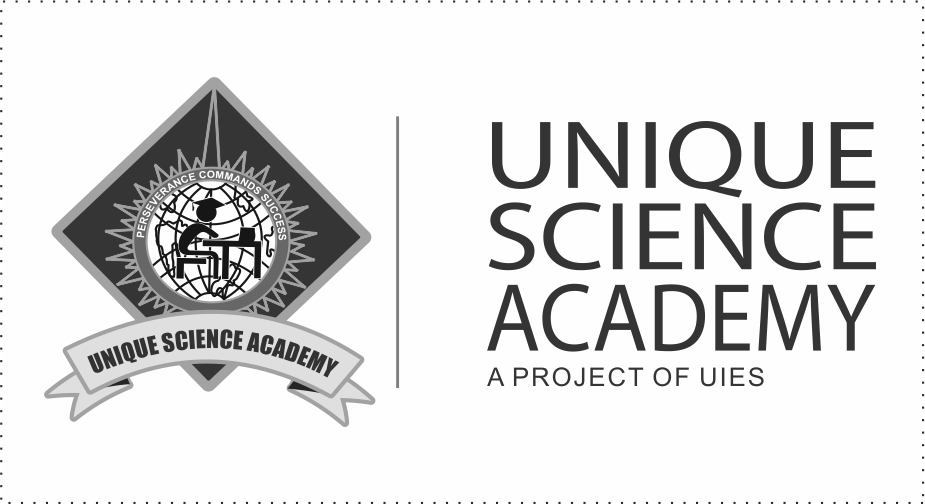 PERSEVERANCE COMMANDS SUCCESS
UNIQUE SCIENCE ACADEMY
UNIQUE
SCIENCE
ACADEMY
A PROJECT OF UIES